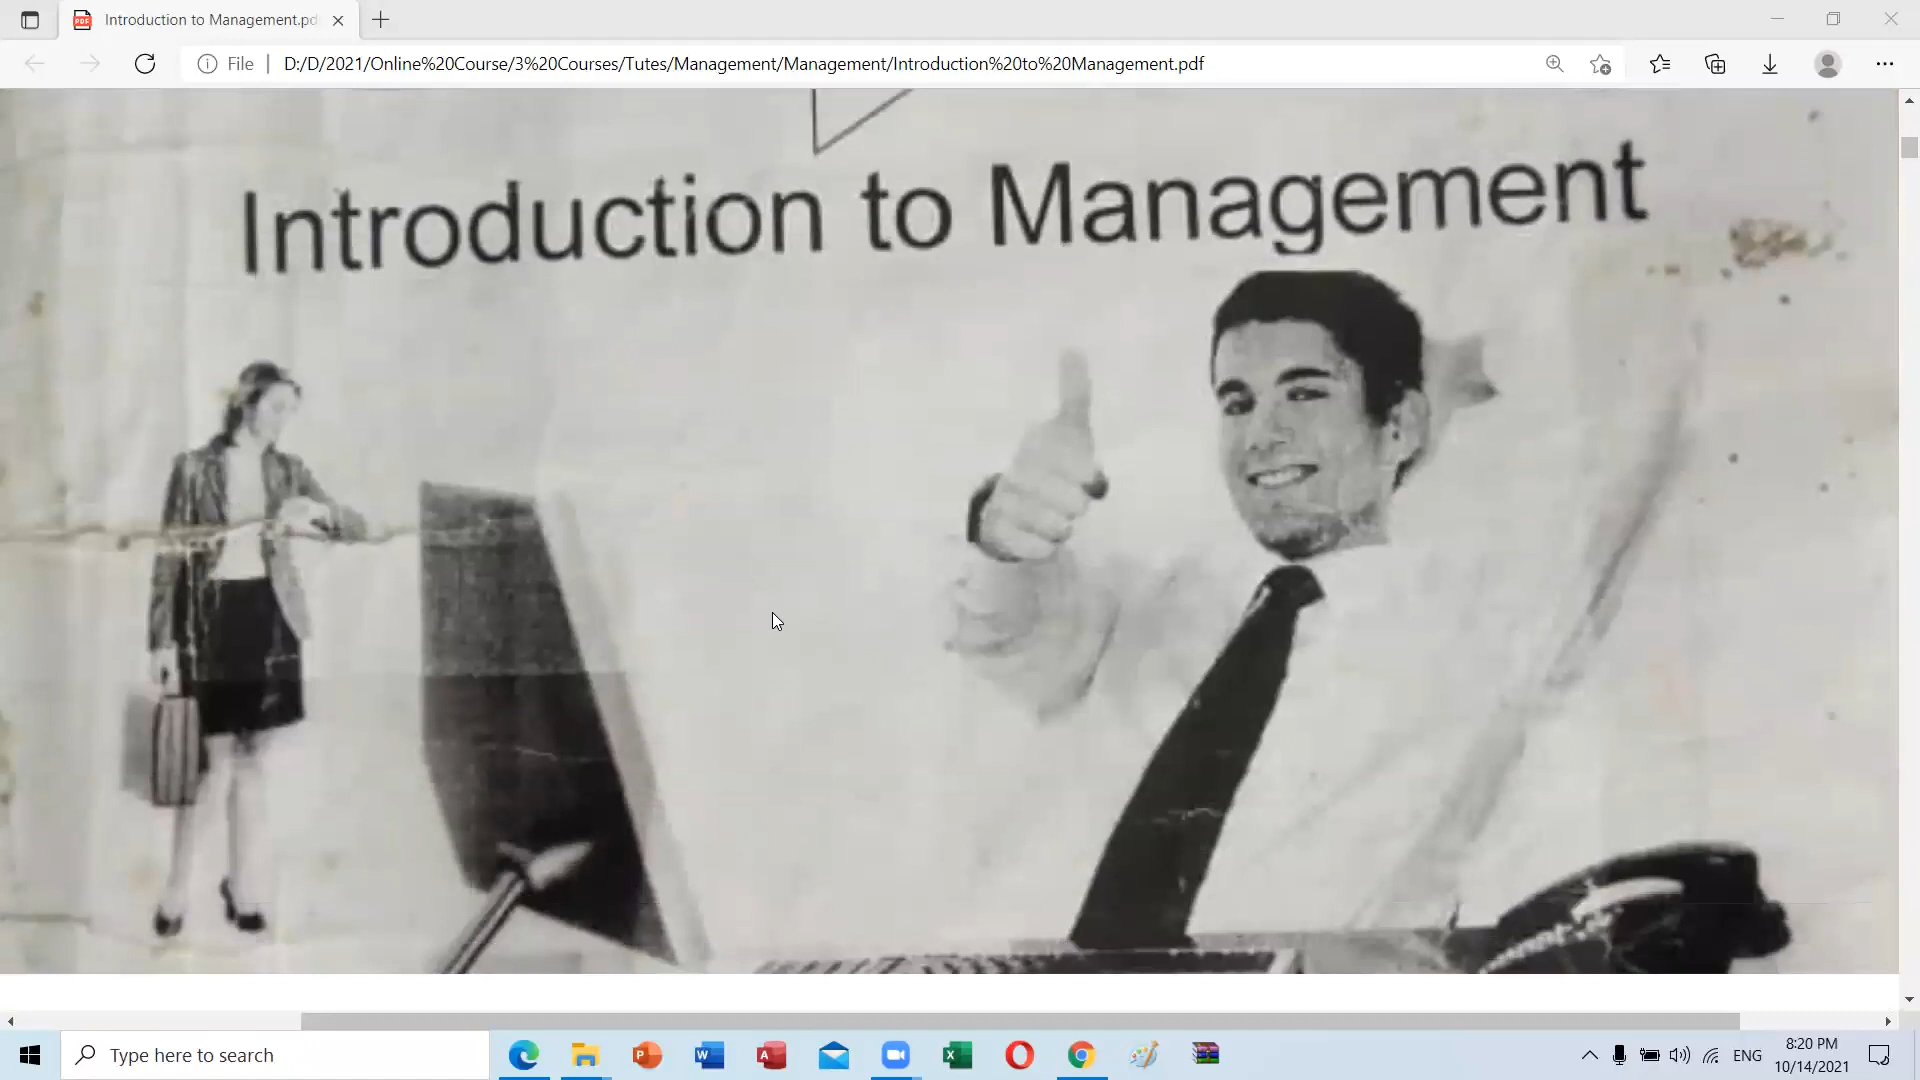 Introduction to Management.pd
File
D:/D/2021/Online%20Course/3%20Courses/Tutes/Management/Management/Introduction%20to%20Management.pdf
Introduction to Management
Type here to search
ENG
8:20 PM
10/14/2021